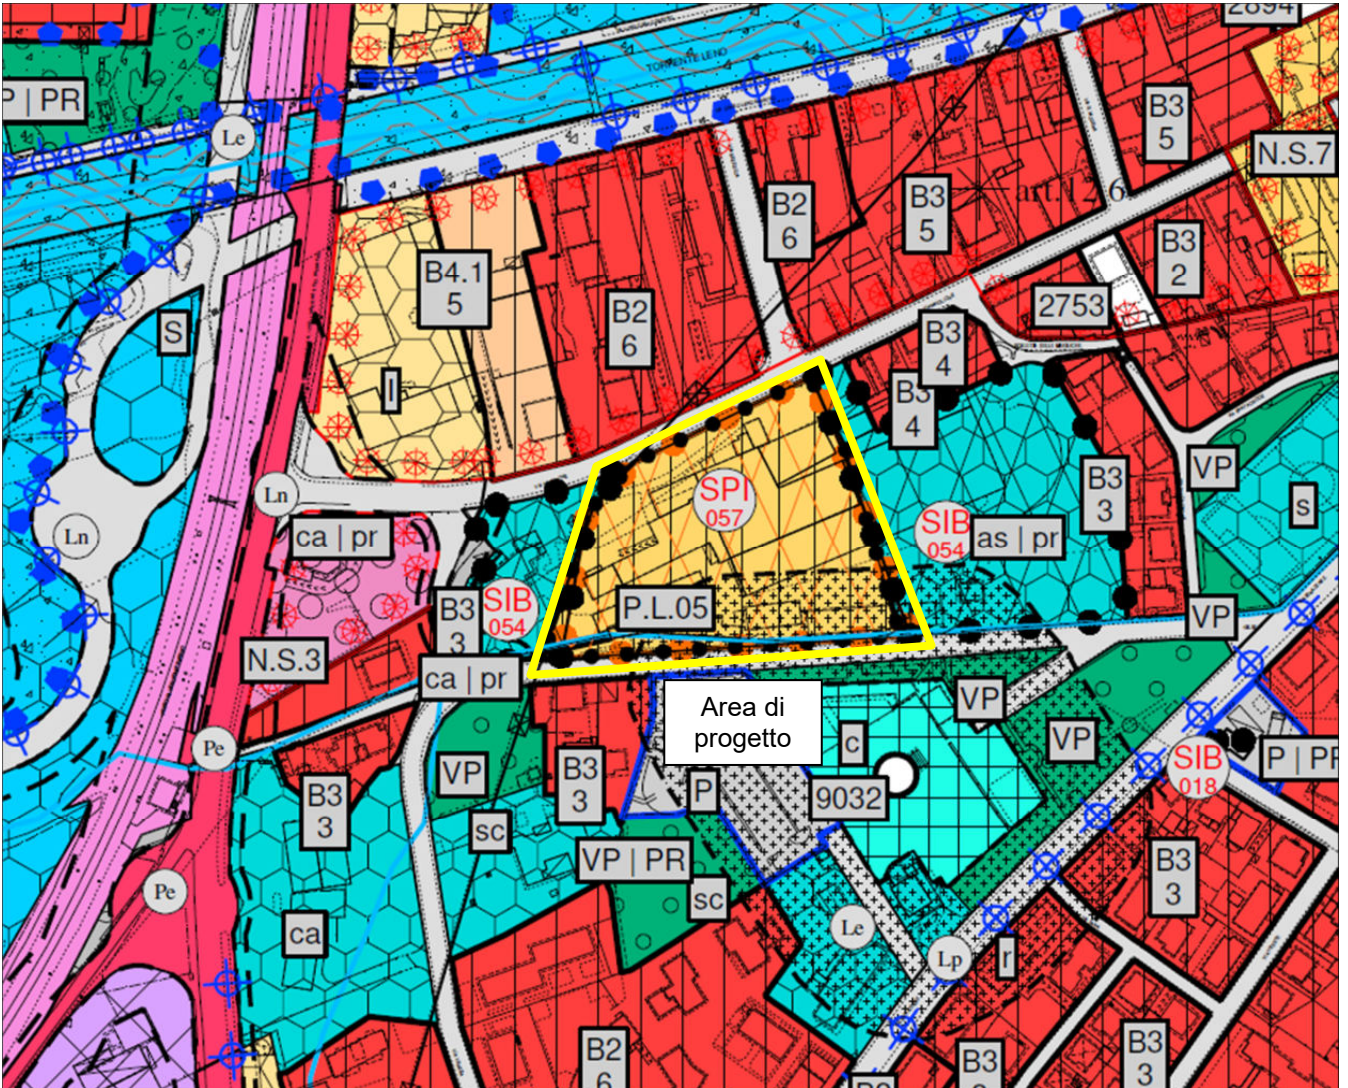 2894
P | PR
TORRENTE LENO
Le
B3
5
N.S.7
B2
6
B3
5
art.12.6
B3
2
B4.1
5
S
B2
6
2753
B3
4
I
B3
4
VP
SPI
057
B3
3
s
Ln
Ln
ca | pr
SIB
054
as | pr
B3
3
SIB
054
P.L.05
VP
N.S.3
ca | pr
Area di
progetto
VP
VP
c
Pe
VP
B3
3
P
9032
SIB
018
P | PR
B3
3
sc
VP | PR
B3
3
Pe
sc
ca
Le
Lp
r
B2
6
B3
B3
3